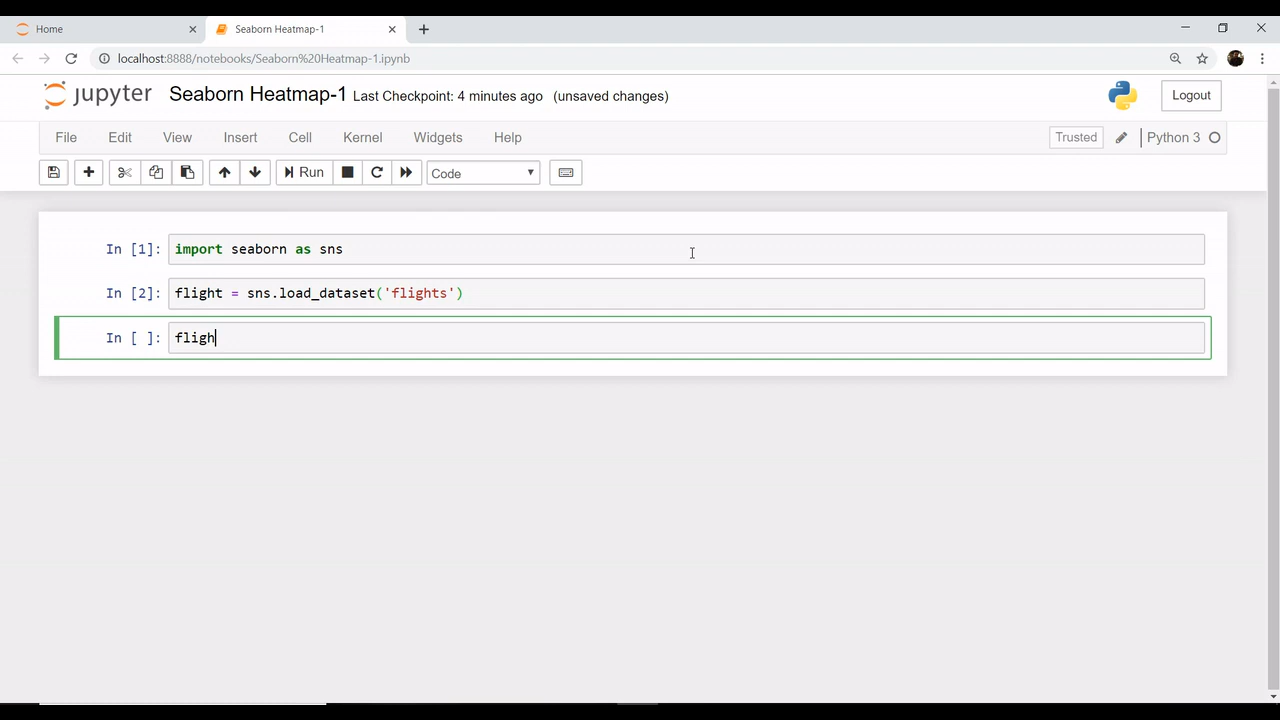 Home
Seaborn Heatmap-1
localhost:8888/notebooks/Seaborn%20Heatmap-1.ipynb
jupyter Seaborn Heatmap-1 Last Checkpoint: 4 minutes ago (unsaved changes) Logout
File Edit View Insert Cell Kernel Widgets Help Trusted Python 3
Run Code
In [1]: import seaborn as sns
In [2]: flight = sns.load_dataset('flights')
In [ ]: fligh